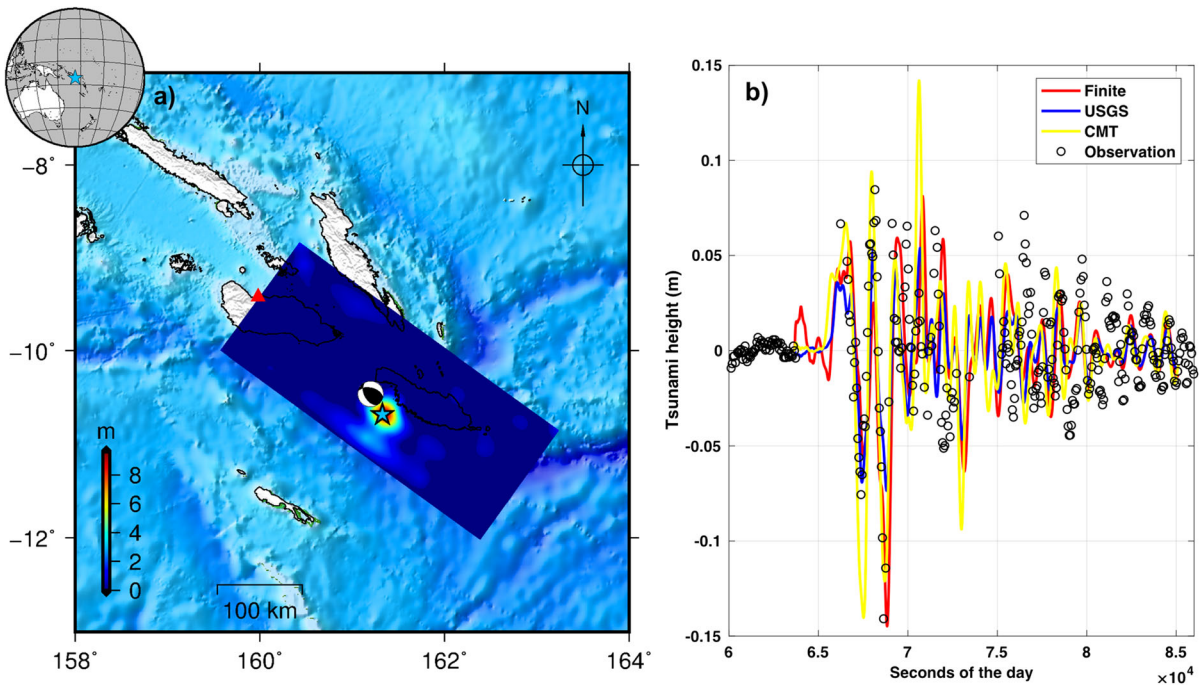 a)
N
−8°
−10°
−12°
m
8
6
4
2
0
100 km
158°
160°
162°
164°
b)
Finite
USGS
CMT
Observation
Tsunami height (m)
0.15
0.1
0.05
0
-0.05
-0.1
-0.15
6
6.5
7
7.5
8
8.5
Seconds of the day
×10⁴